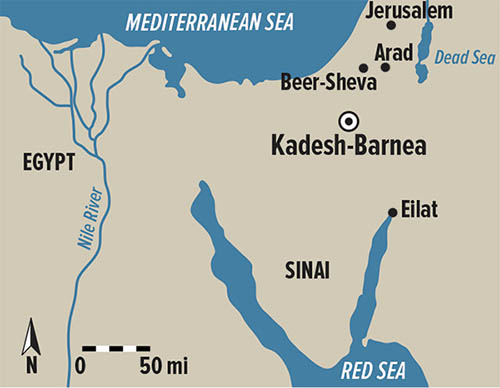 Jerusalem
MEDITERRANEAN SEA
Arad
Dead Sea
Beer-Sheva
Kadesh-Barnea
EGYPT
Nile River
Eilat
SINAI
N
0 50 mi
RED SEA